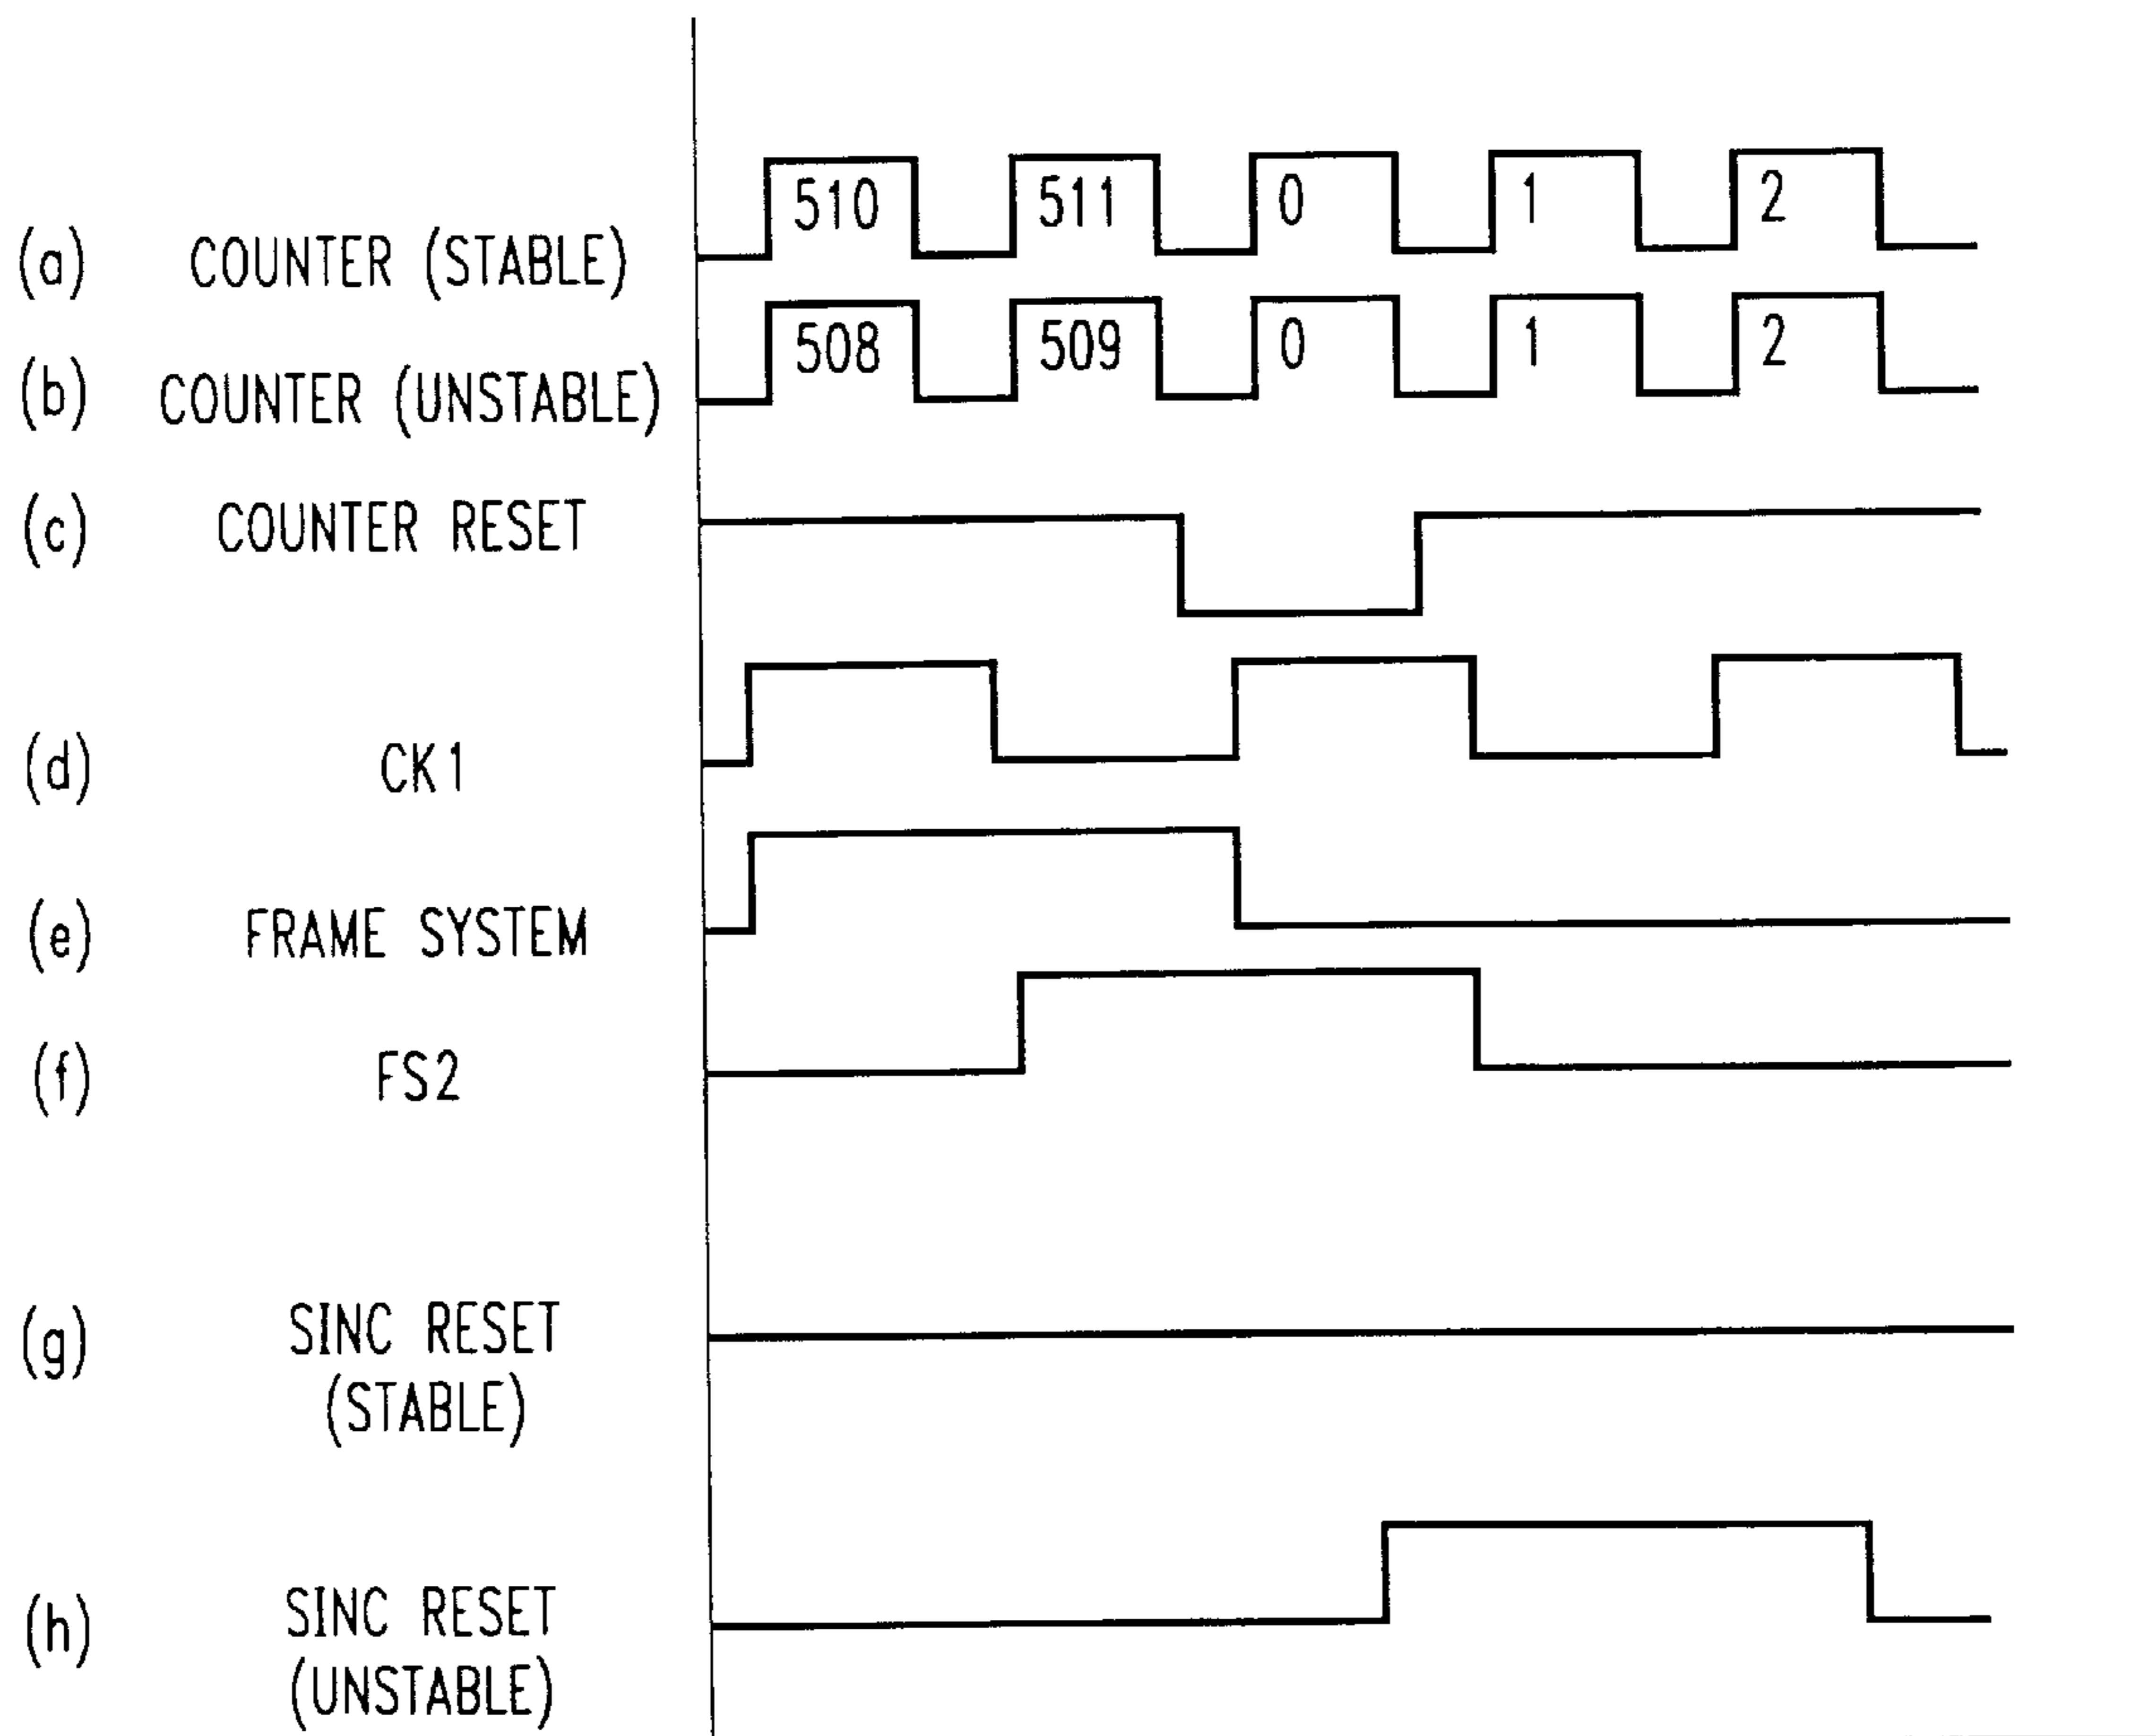 510 511 0 1 2
(a) COUNTER (STABLE)
508 509 0 1 2
(b) COUNTER (UNSTABLE)
(c) COUNTER RESET
(d) CK1
(e) FRAME SYSTEM
(f) FS2
(g) SINC RESET
(STABLE)
(h) SINC RESET
(UNSTABLE)